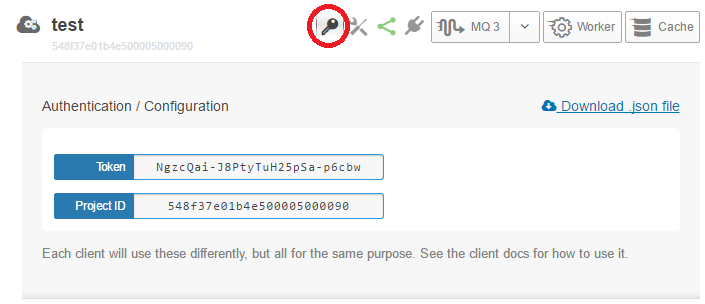 test
548f37e01b4e500005000090
MQ 3
Worker
Cache
Authentication / Configuration
Download .json file
Token
NgzcQai-J8PtyTuH25pSa-p6cbw
Project ID
548f37e01b4e500005000090
Each client will use these differently, but all for the same purpose. See the client docs for how to use it.